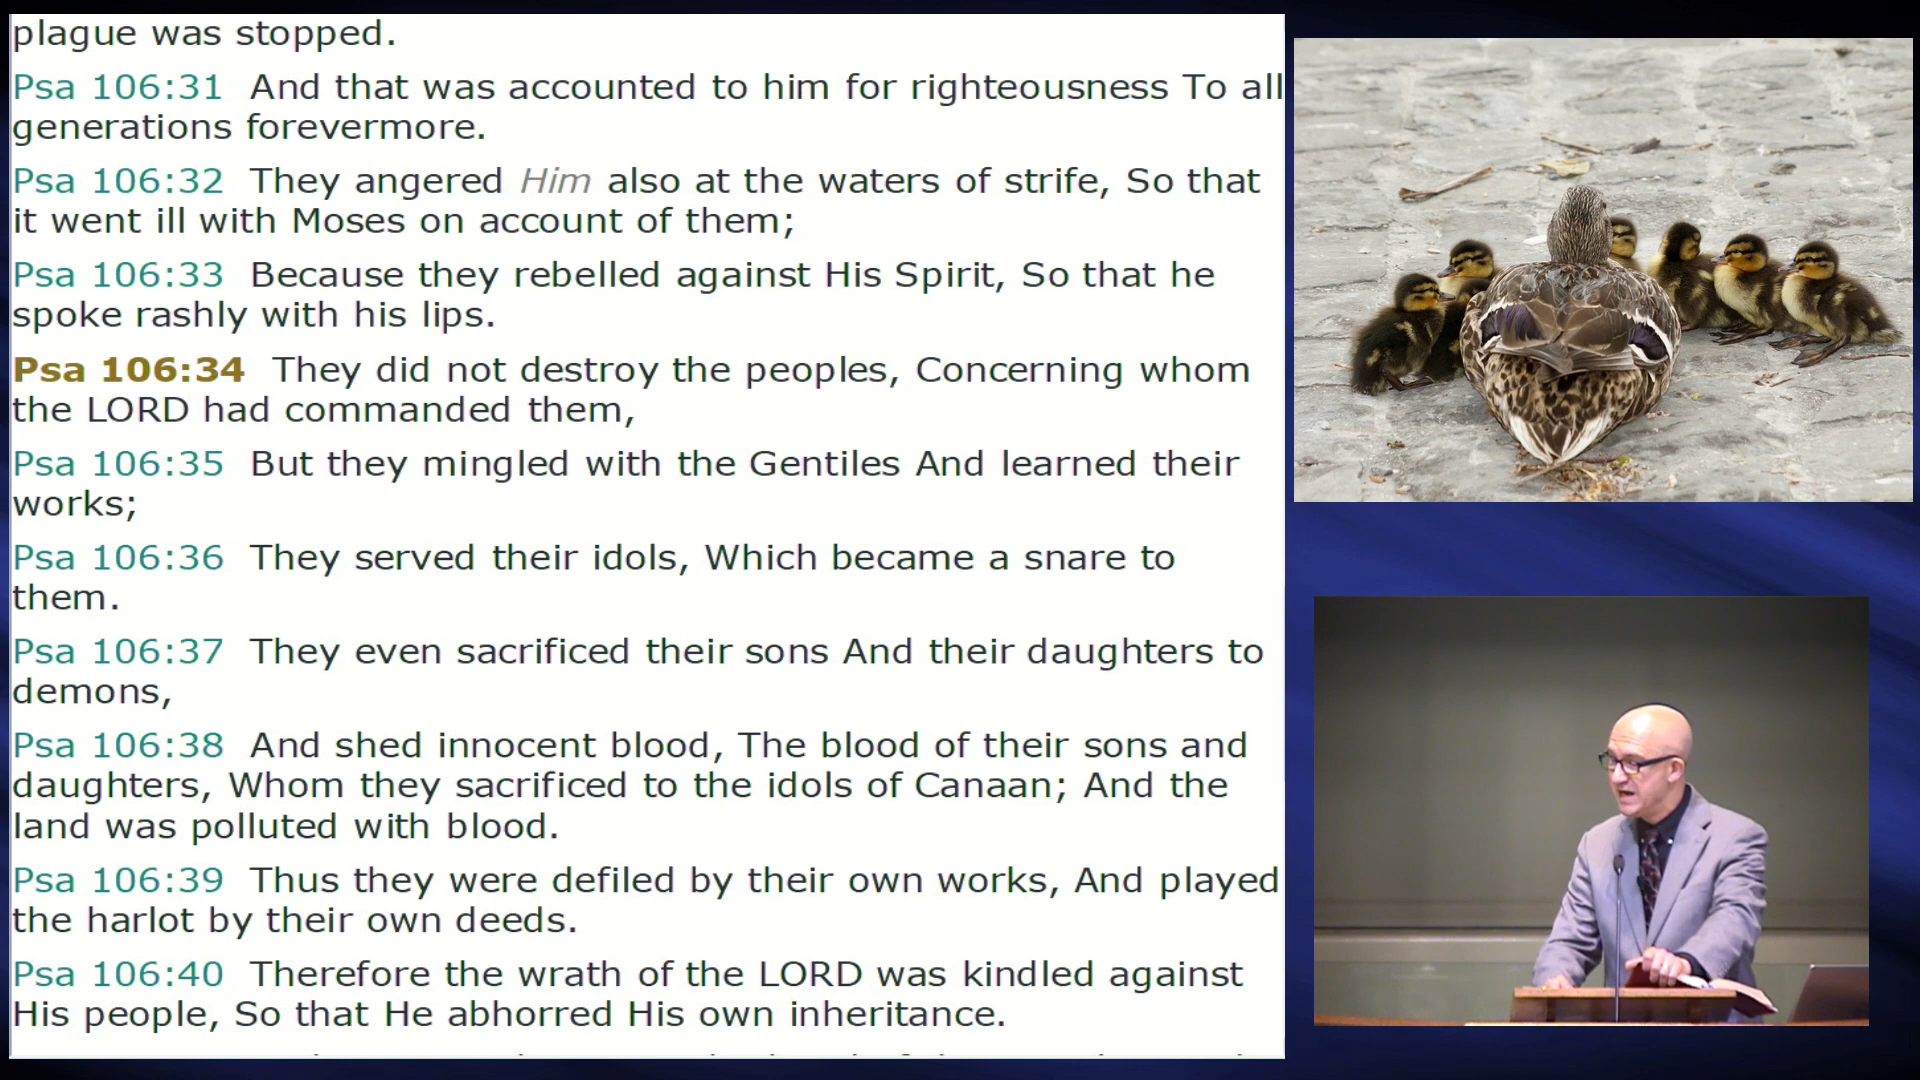 plague was stopped.
Psa 106:31 And that was accounted to him for righteousness To all
generations forevermore.
Psa 106:32 They angered Him also at the waters of strife, So that
it went ill with Moses on account of them;
Psa 106:33 Because they rebelled against His Spirit, So that he
spoke rashly with his lips.
Psa 106:34 They did not destroy the peoples, Concerning whom
the LORD had commanded them,
Psa 106:35 But they mingled with the Gentiles And learned their
works;
Psa 106:36 They served their idols, Which became a snare to
them.
Psa 106:37 They even sacrificed their sons And their daughters to
demons,
Psa 106:38 And shed innocent blood, The blood of their sons and
daughters, Whom they sacrificed to the idols of Canaan; And the
land was polluted with blood.
Psa 106:39 Thus they were defiled by their own works, And played
the harlot by their own deeds.
Psa 106:40 Therefore the wrath of the LORD was kindled against
His people, So that He abhorred His own inheritance.